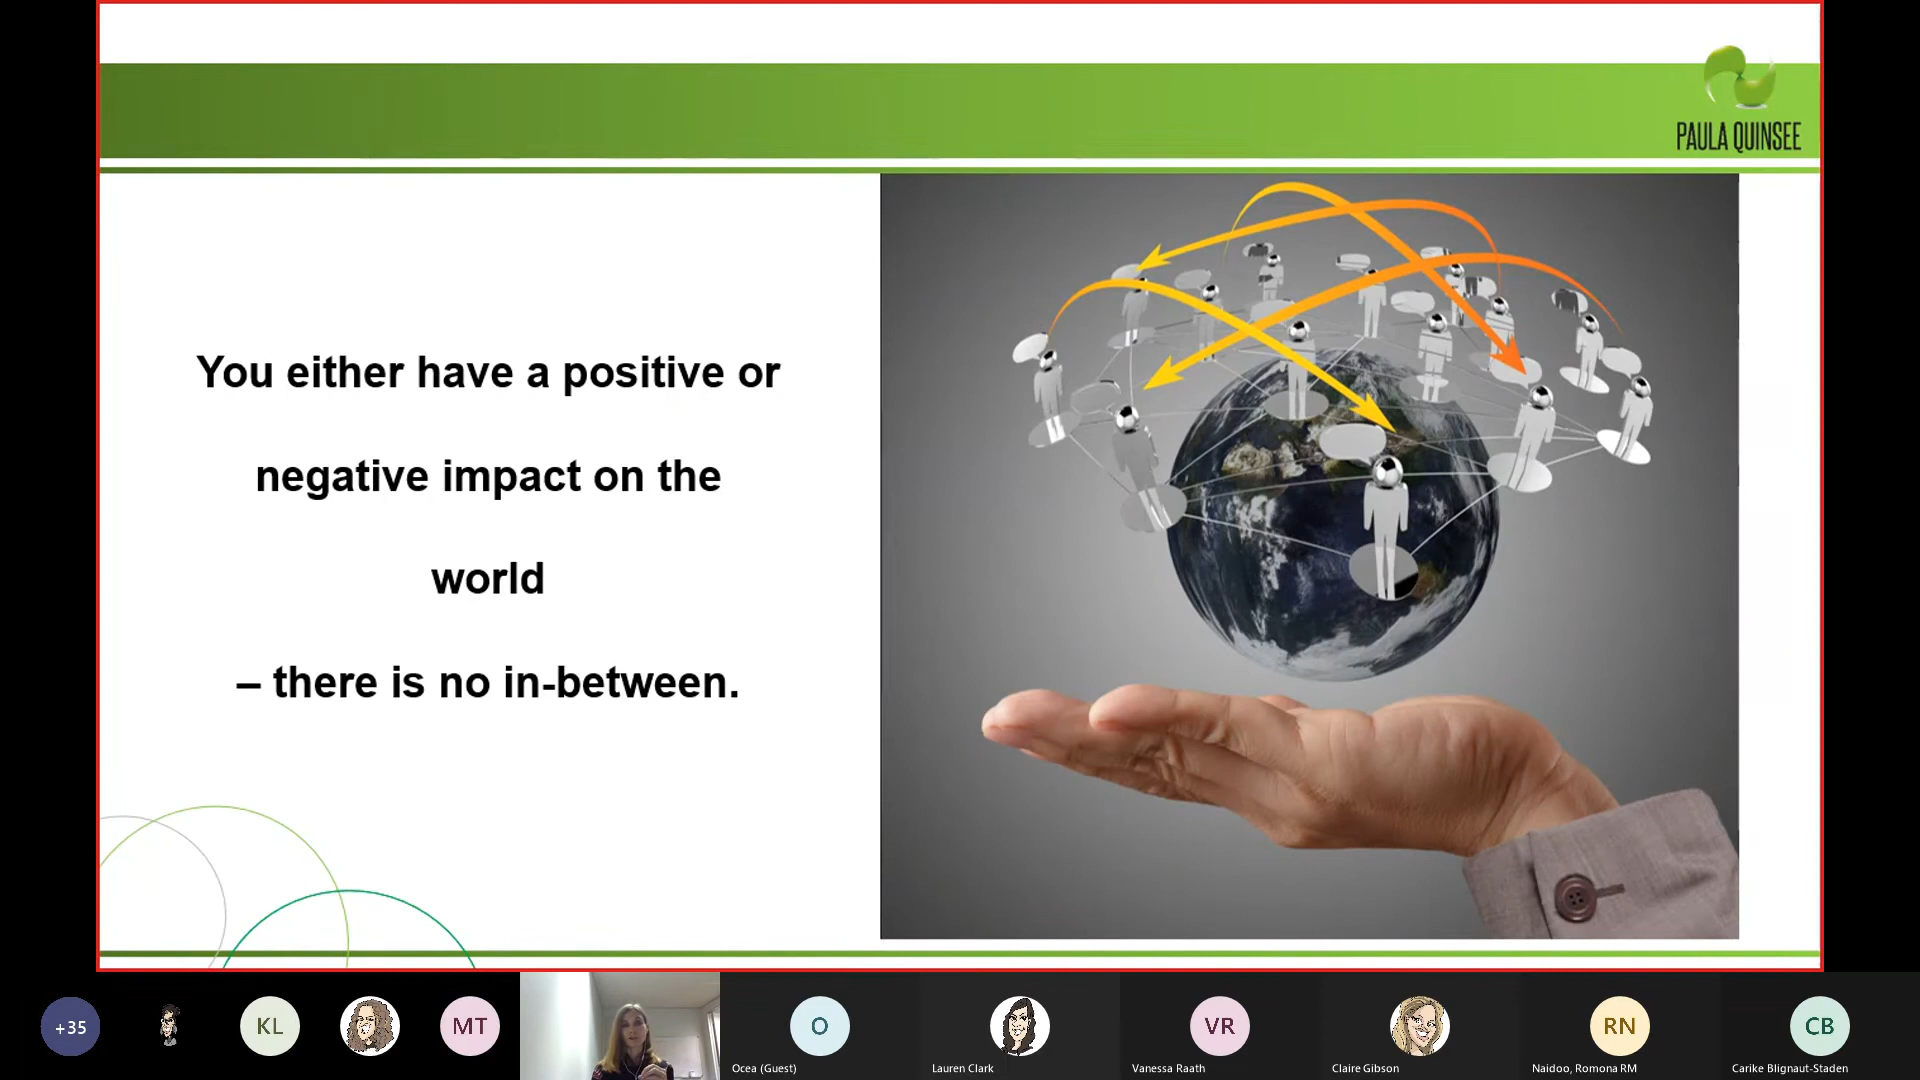 PAULA QUINSEE
You either have a positive or
negative impact on the
world
– there is no in-between.
+35
KL
MT
O
VR
RN
CB
Ocea (Guest)
Lauren Clark
Vanessa Raath
Claire Gibson
Naidoo, Romona RM
Carike Blignaut-Staden